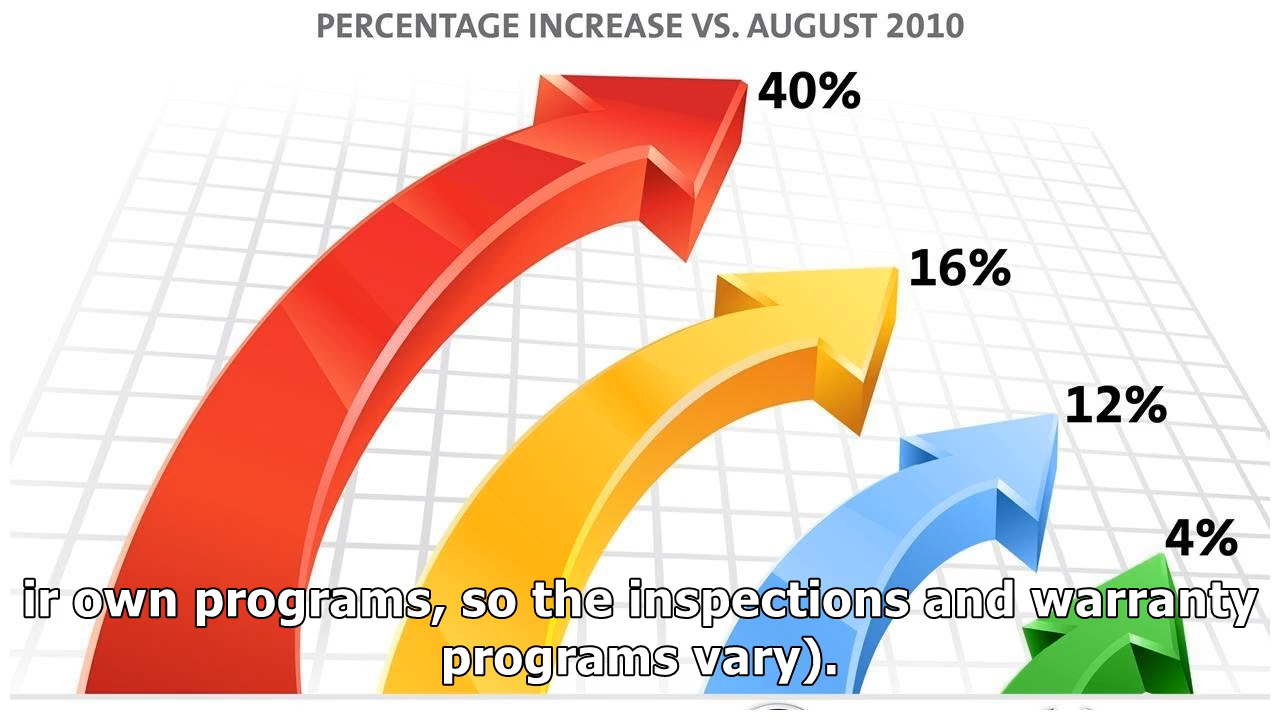 PERCENTAGE INCREASE VS. AUGUST 2010
40%
16%
12%
4%
ir own programs, so the inspections and warranty
programs vary).